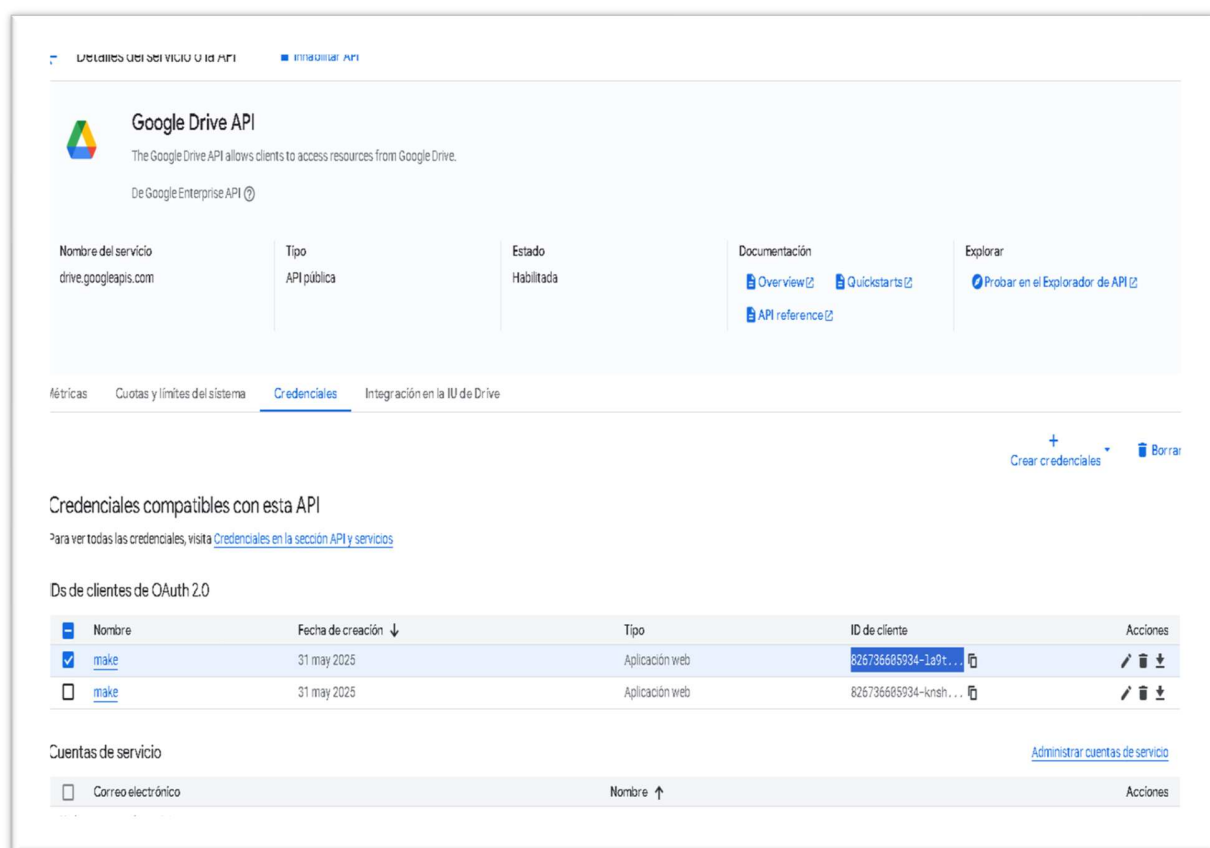 Detalles del servicio o la API Inhabilitar API
Google Drive API
The Google Drive API allows clients to access resources from Google Drive.
De Google Enterprise API
Nombre del servicio Tipo Estado Documentación Explorar
drive.googleapis.com API pública Habilitada Overview Quickstarts Probar en el Explorador de API
API reference
Métricas Cuotas y límites del sistema Credenciales Integración en la IU de Drive
+ Crear credenciales Borrar
Credenciales compatibles con esta API
Para ver todas las credenciales, visita Credenciales en la sección API y servicios
IDs de clientes de OAuth 2.0
Nombre Fecha de creación ↓ Tipo ID de cliente Acciones
make 31 may 2025 Aplicación web 826736605934-la9t...
make 31 may 2025 Aplicación web 826736605934-knsh...
Cuentas de servicio Administrar cuentas de servicio
Correo electrónico Nombre ↑ Acciones